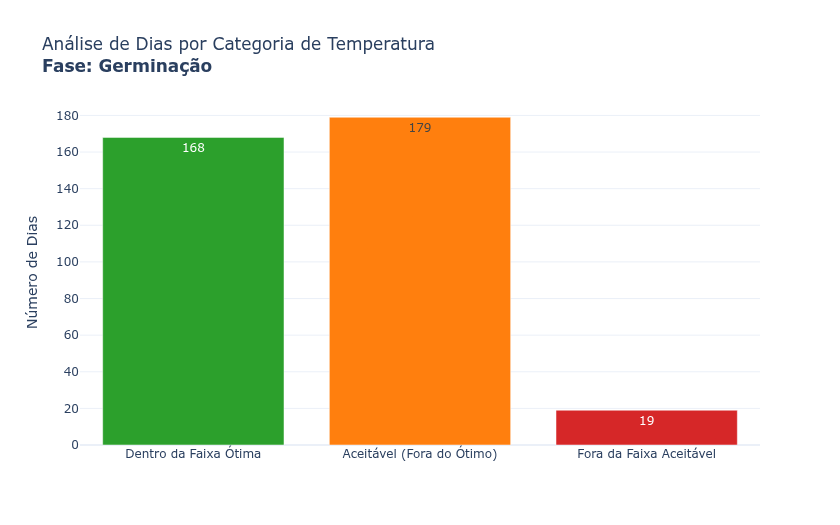 Análise de Dias por Categoria de Temperatura
Fase: Germinação
Número de Dias
180
160
140
120
100
80
60
40
20
0
168
179
19
Dentro da Faixa Ótima
Aceitável (Fora do Ótimo)
Fora da Faixa Aceitável